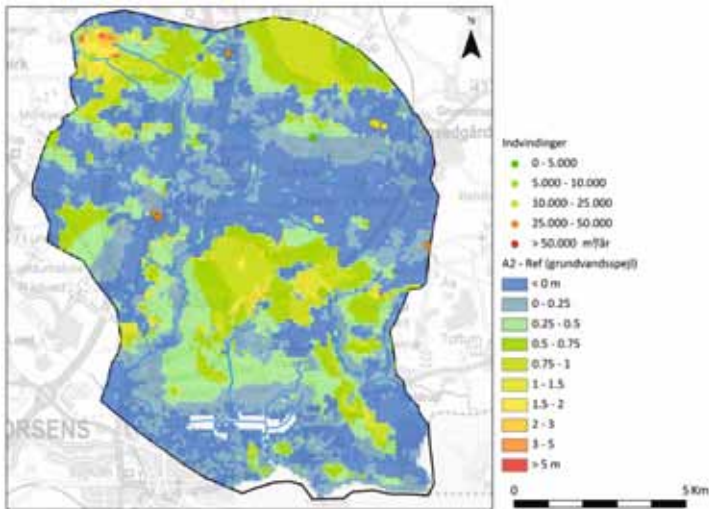 N
ORSENS
Indvindinger
0 - 5.000
5.000 - 10.000
10.000 - 25.000
25.000 - 50.000
> 50.000 m³/år
A2 - Ref (grundvandsspejl)
< 0 m
0 - 0.25
0.25 - 0.5
0.5 - 0.75
0.75 - 1
1 - 1.5
1.5 - 2
2 - 3
3 - 5
> 5 m
0 5 Km